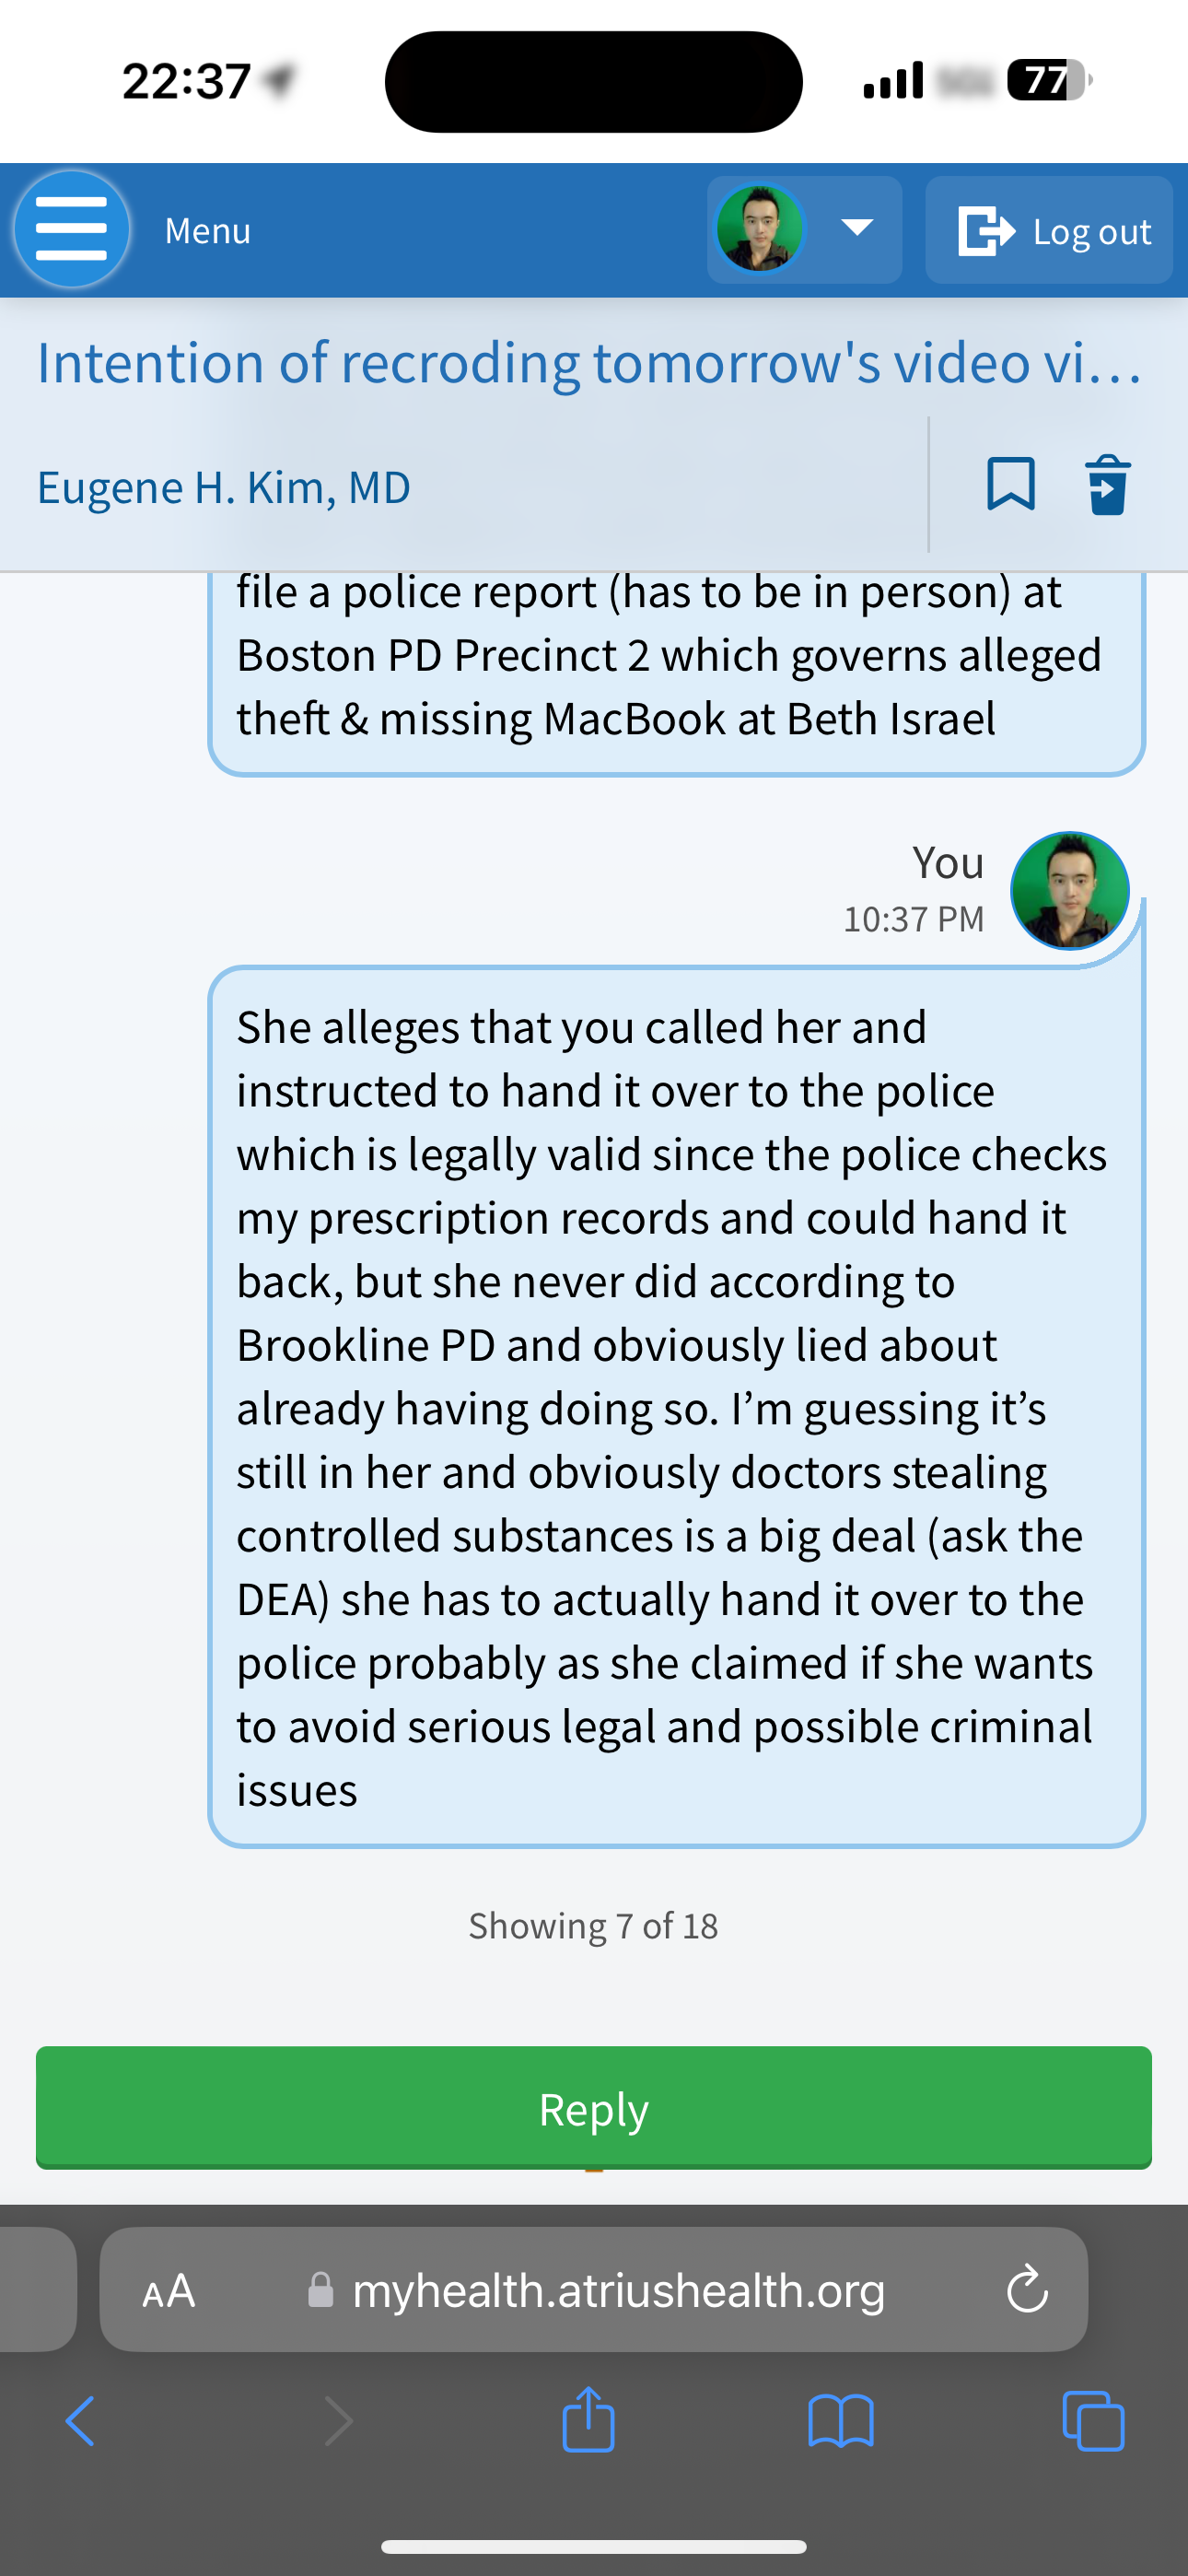 22:37
77
Menu
Log out
Intention of recroding tomorrow's video vi...
Eugene H. Kim, MD
file a police report (has to be in person) at
Boston PD Precinct 2 which governs alleged
theft & missing MacBook at Beth Israel
You
10:37 PM
She alleges that you called her and
instructed to hand it over to the police
which is legally valid since the police checks
my prescription records and could hand it
back, but she never did according to
Brookline PD and obviously lied about
already having doing so. I’m guessing it’s
still in her and obviously doctors stealing
controlled substances is a big deal (ask the
DEA) she has to actually hand it over to the
police probably as she claimed if she wants
to avoid serious legal and possible criminal
issues
Showing 7 of 18
Reply
AA
myhealth.atriushealth.org